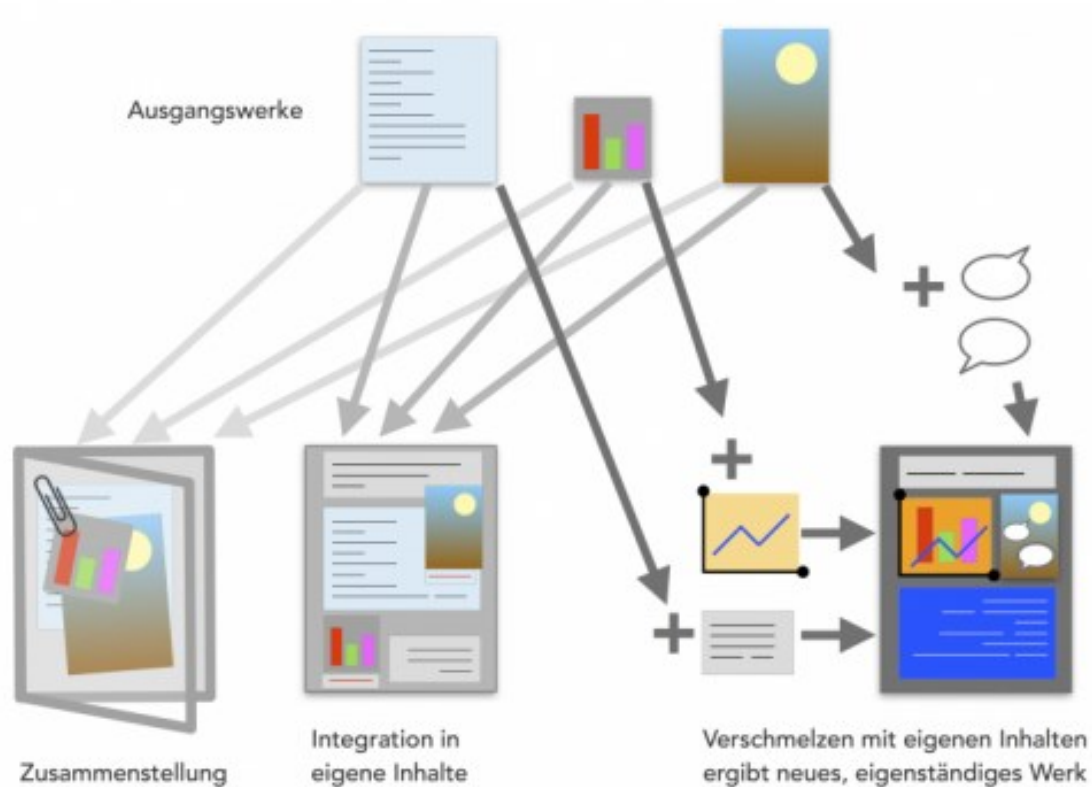 Ausgangswerke
Zusammenstellung
Integration in
eigene Inhalte
Verschmelzen mit eigenen Inhalten
ergibt neues, eigenständiges Werk